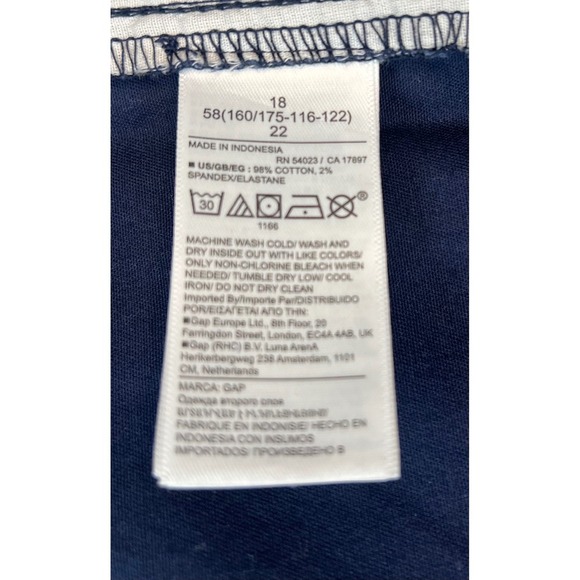 18
58(160/175-116-122)
22
MADE IN INDONESIA
RN 54023 / CA 17897
■ US/GB/EG : 98% COTTON, 2%
SPANDEX/ELASTANE
30
®
1166
MACHINE WASH COLD/ WASH AND
DRY INSIDE OUT WITH LIKE COLORS/
ONLY NON-CHLORINE BLEACH WHEN
NEEDED/ TUMBLE DRY LOW/ COOL
IRON/ DO NOT DRY CLEAN
Imported By/Importe Par/DISTRIBUIDO
POR/ΕΙΣΑΓΕΤΑΙ ΑΠΟ ΤΗΝ:
■Gap Europe Ltd., 6th Floor, 20
Farringdon Street, London, EC4A 4AB, UK
■Gap (RHC) B.V. Luna ArenA
Herikerbergweg 238 Amsterdam, 1101
CM, Netherlands
MARCA: GAP
Одежда второго слоя
FABRIQUE EN INDONISIE/ HECHO EN
INDONESIA CON INSUMOS
IMPORTADOS/ ПРОИЗВЕДЕНО В